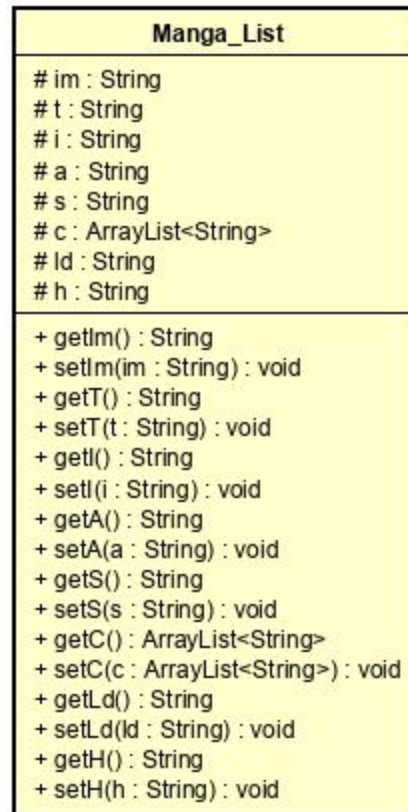 Manga_List
# im : String
# t : String
# i : String
# a : String
# s : String
# c : ArrayList<String>
# ld : String
# h : String
+ getIm() : String
+ setIm(im : String) : void
+ getT() : String
+ setT(t : String) : void
+ getI() : String
+ setI(i : String) : void
+ getA() : String
+ setA(a : String) : void
+ getS() : String
+ setS(s : String) : void
+ getC() : ArrayList<String>
+ setC(c : ArrayList<String>) : void
+ getLd() : String
+ setLd(ld : String) : void
+ getH() : String
+ setH(h : String) : void